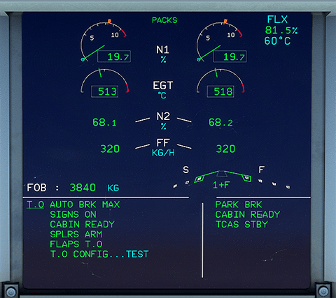 PACKS
FLX
81.5%
60°C
5 10
19.7
N1
%
5 10
19.7
513
EGT
°C
518
68.1
N2
%
68.2
320
FF
KG/H
320
S F
1+F
FOB : 3840 KG
T.O AUTO BRK MAX
SIGNS ON
CABIN READY
SPLRS ARM
FLAPS T.O
T.O CONFIG...TEST
PARK BRK
CABIN READY
TCAS STBY